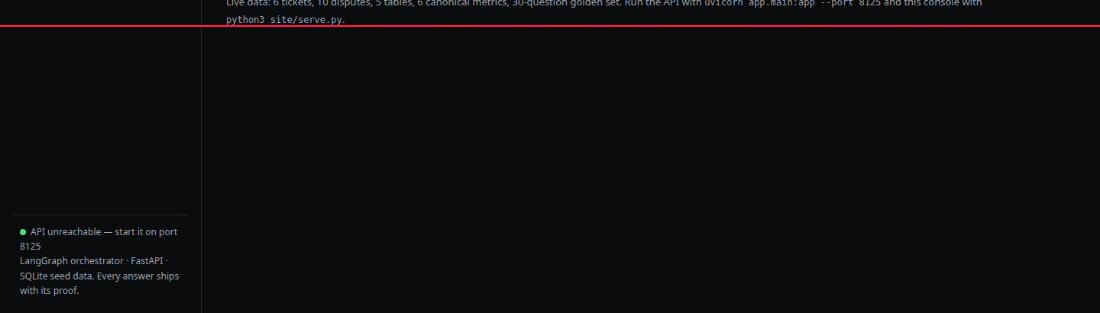 Live data: 6 tickets, 10 disputes, 5 tables, 6 canonical metrics, 30-question golden set. Run the API with uvicorn app.main:app --port 8125 and this console with
python3 site/serve.py.
API unreachable — start it on port
8125
LangGraph orchestrator · FastAPI ·
SQLite seed data. Every answer ships
with its proof.